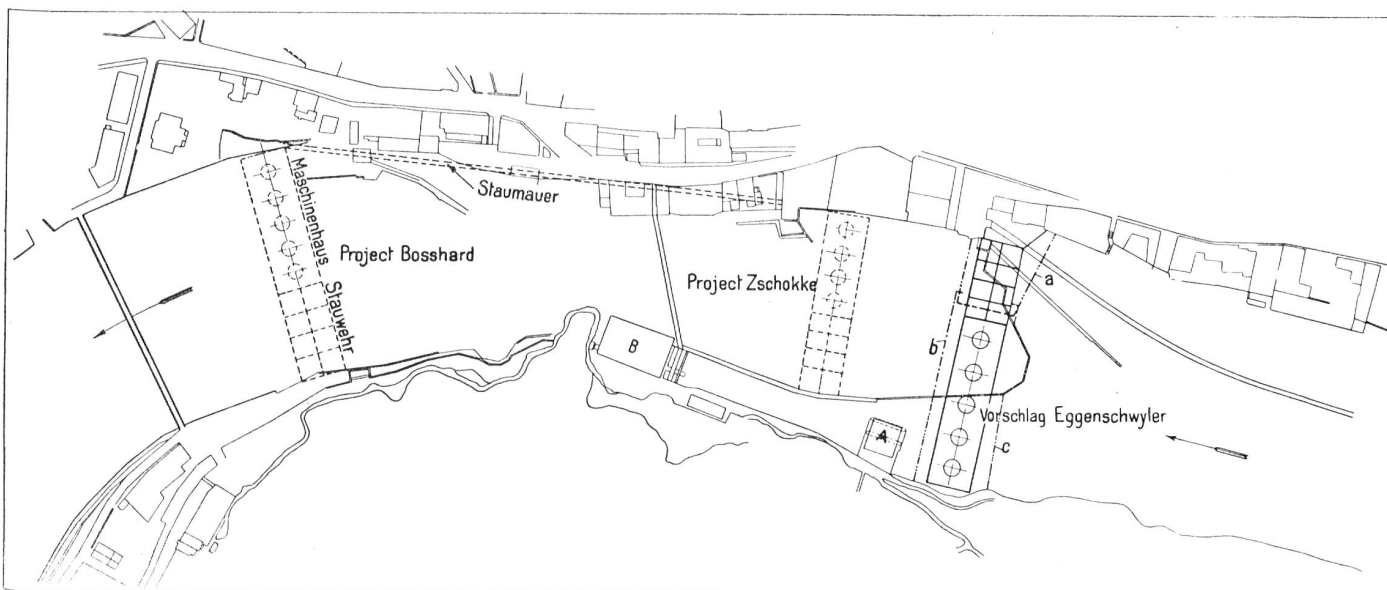 Maschinenhaus
Stauwehr
Project Bosshard
Staumauer
B
Project Zschokke
A
b
a
Vorschlag Eggenschwyler
c